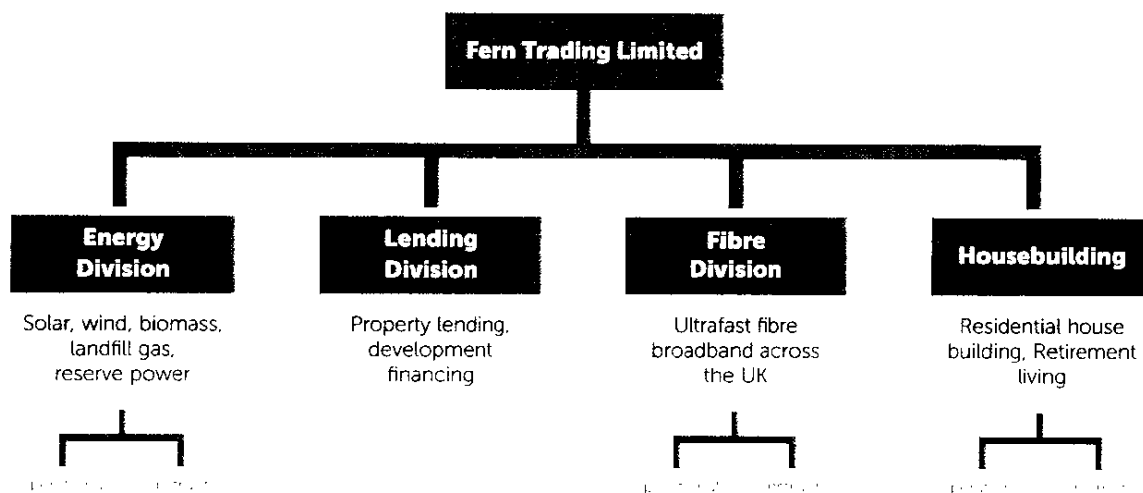 Fern Trading Limited
Energy
Division
Lending
Division
Fibre
Division
Housebuilding
Solar, wind, biomass,
landfill gas,
reserve power
Property lending,
development
financing
Ultrafast fibre
broadband across
the UK
Residential house
building, Retirement
living